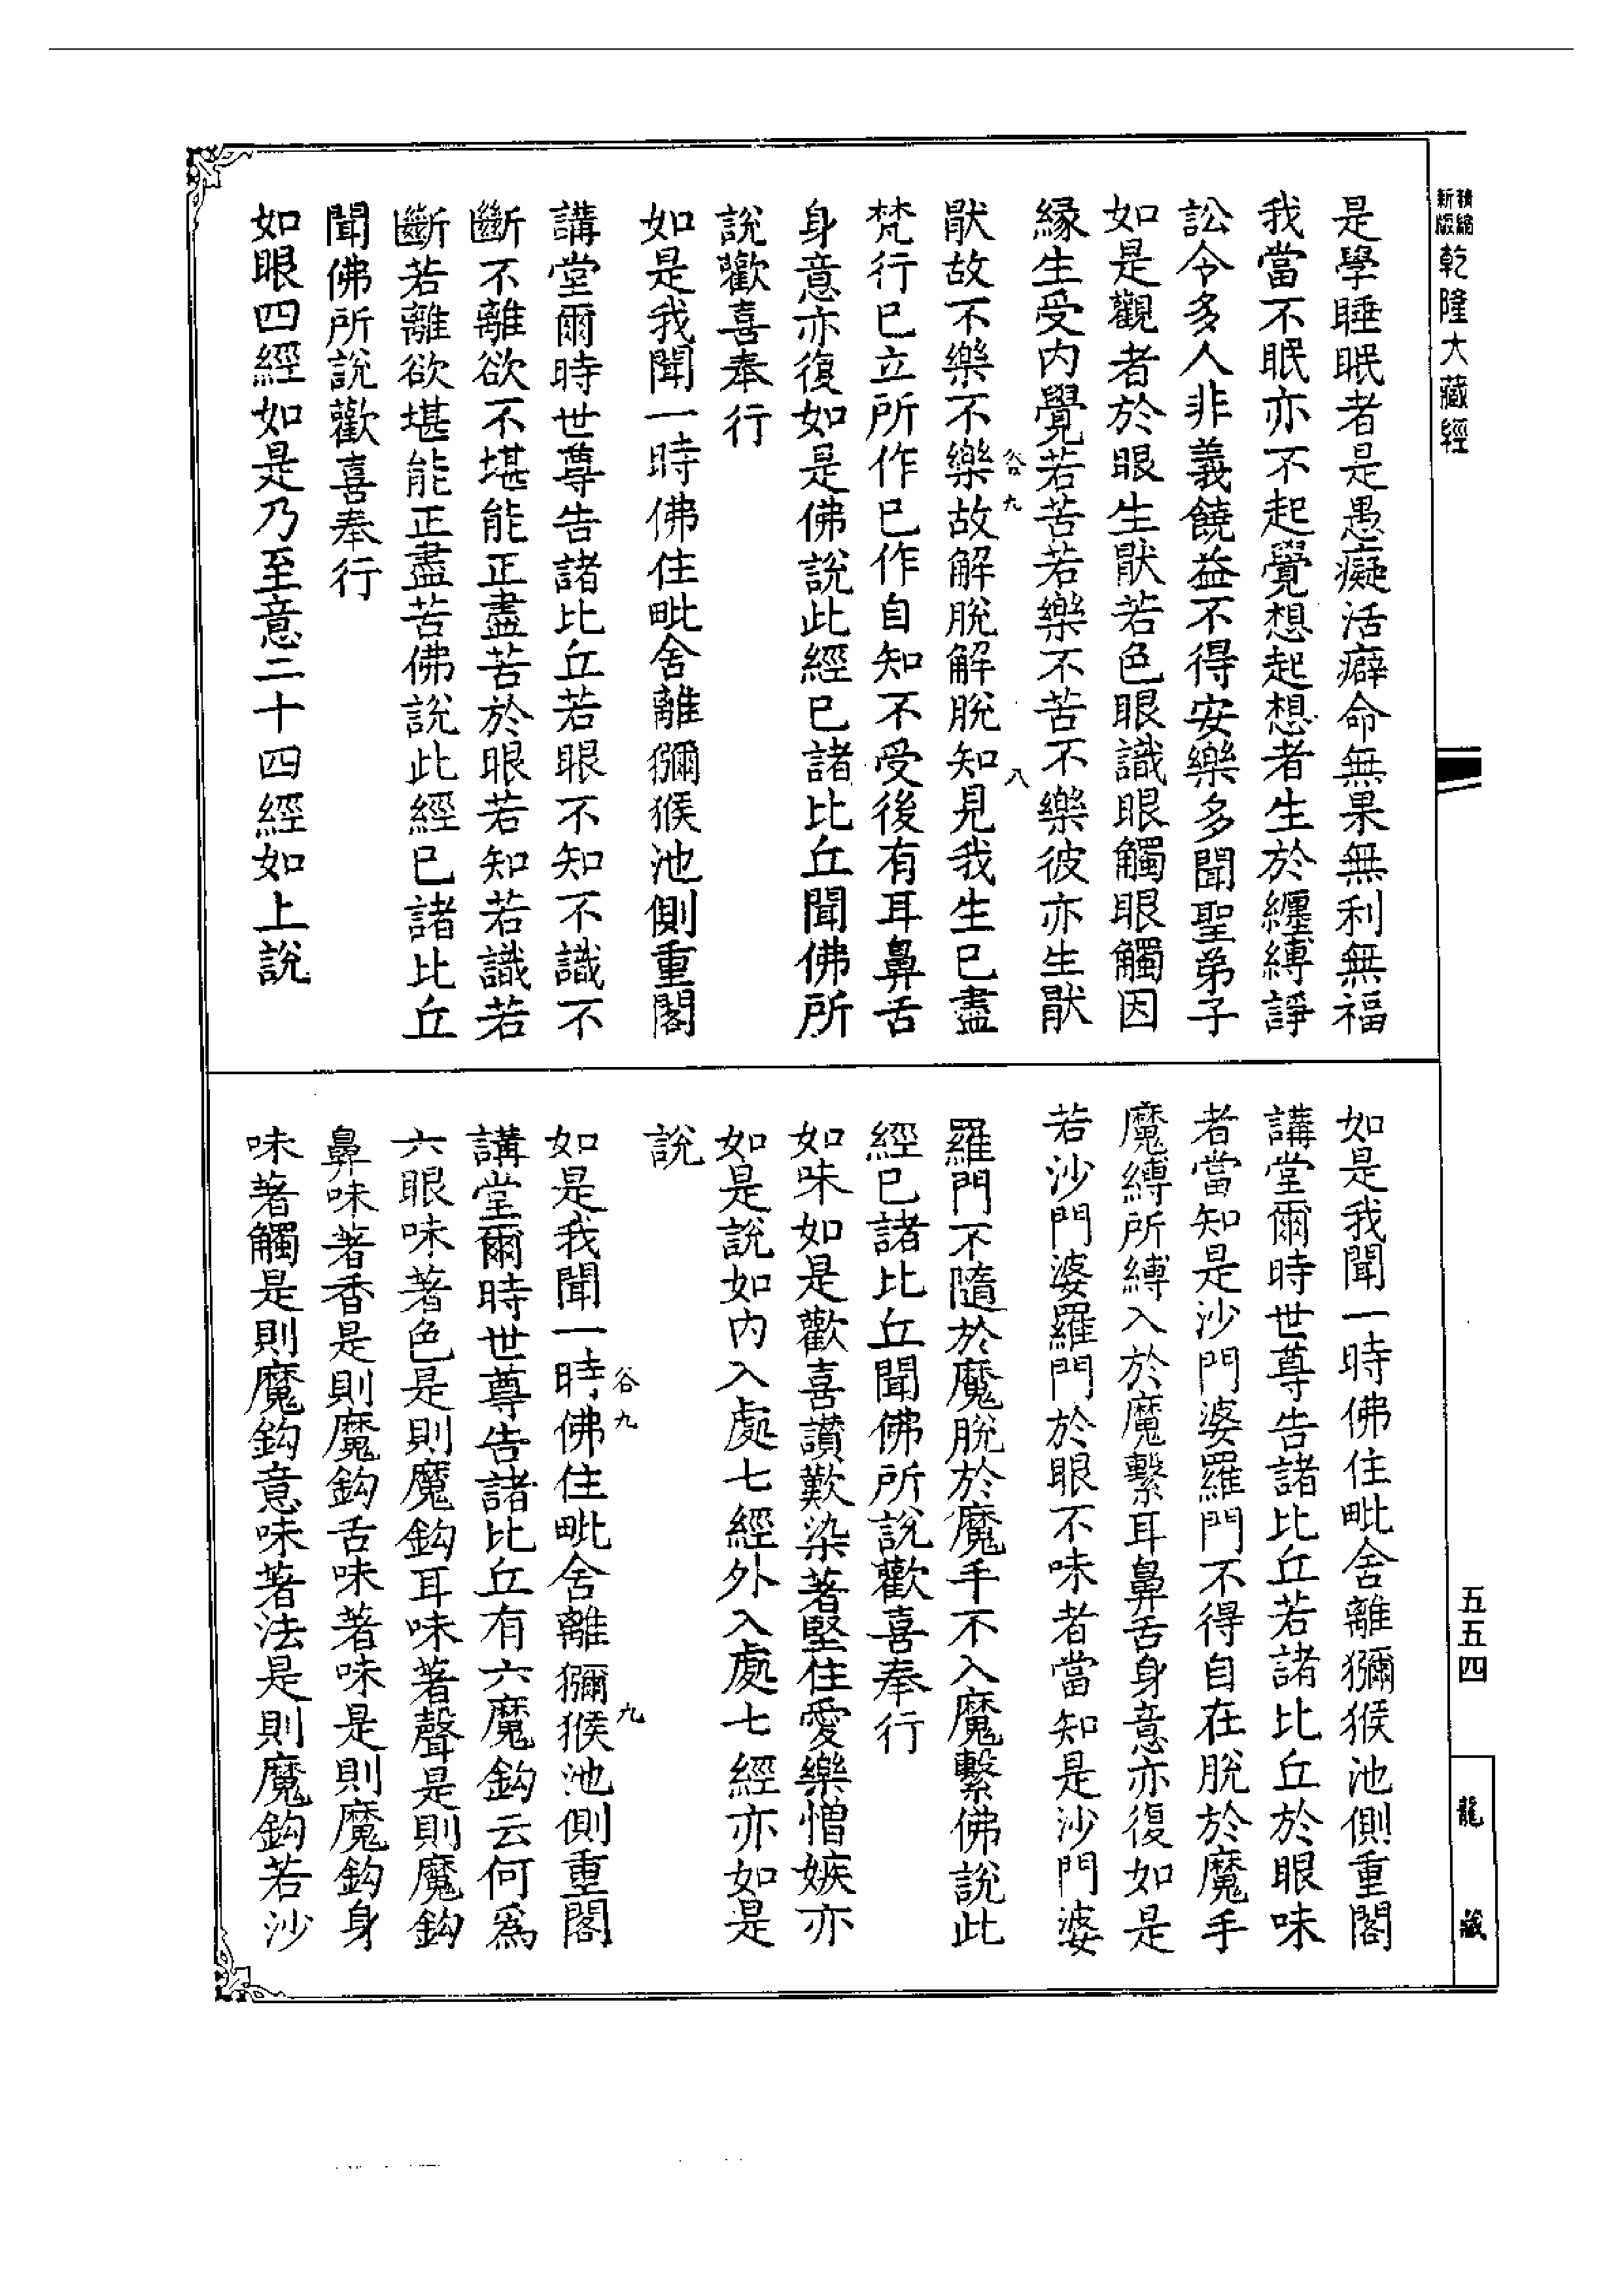 精縮新版乾隆大藏經
是學睡眠者是愚癡活癖命無果無利無福
我當不眠亦不起覺想起想者生於纏縛諍
訟令多人非義饒益不得安樂多聞聖弟子
如是觀者於眼生猒若色眼識眼觸眼觸因
緣生受內覺若苦若樂不苦不樂彼亦生猒
谷九
八
猒故不樂不樂故解脫解脫知見我生已盡
梵行已立所作已作自知不受後有耳鼻舌
身意亦復如是佛說此經已諸比丘聞佛所
說歡喜奉行
如是我聞一時佛住毗舍離獼猴池側重閣
講堂爾時世尊告諸比丘若眼不知不識不
斷不離欲不堪能正盡苦於眼若知若識若
斷若離欲堪能正盡苦佛說此經已諸比丘
聞佛所說歡喜奉行
如眼四經如是乃至意二十四經如上說
五五四
龍藏
如是我聞一時佛住毗舍離獼猴池側重閣
講堂爾時世尊告諸比丘若諸比丘於眼味
者當知是沙門婆羅門不得自在脫於魔手
魔縛所縛入於魔繫耳鼻舌身意亦復如是
若沙門婆羅門於眼不味者當知是沙門婆
羅門不隨於魔脫於魔手不入魔繫佛說此
經已諸比丘聞佛所說歡喜奉行
如味如是歡喜讚歎染著堅住愛樂憎嫉亦
如是說如內入處七經外入處七經亦如是
說
谷九
九
如是我聞一時佛住毗舍離獼猴池側重閣
講堂爾時世尊告諸比丘有六魔鉤云何為
六眼味著色是則魔鉤耳味著聲是則魔鉤
鼻味著香是則魔鉤舌味著味是則魔鉤身
味著觸是則魔鉤意味著法是則魔鉤若沙